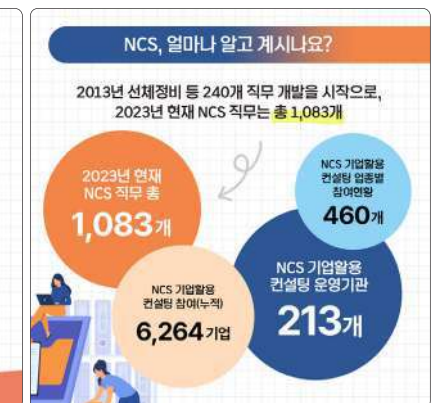 NCS, 얼마나 알고 계시나요?
2013년 선체정비 등 240개 직무 개발을 시작으로,
2023년 현재 NCS 직무는 총 1,083개
2023년 현재
NCS 직무 총
1,083개
NCS 기업활용
컨설팅 업종별
참여현황
460개
NCS 기업활용
컨설팅 참여(누적)
6,264기업
NCS 기업활용
컨설팅 운영기관
213개